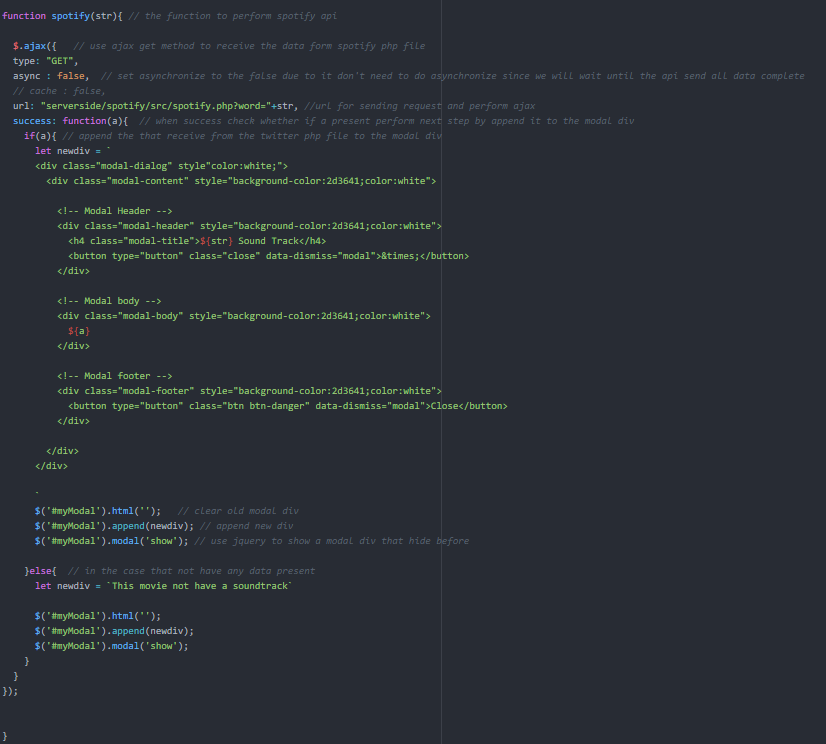 function spotify(str){ // the function to perform spotify api
$.ajax({   // use ajax get method to receive the data form spotify php file
type: "GET",
async : false,  // set asynchronize to the false due to it don't need to do asynchronize since we will wait until the api send all data complete
// cache : false,
url: "serverside/spotify/src/spotify.php?word="+str, //url for sending request and perform ajax
success: function(a){  // when success check whether if a present perform next step by append it to the modal div
if(a){ // append the that receive from the twitter php file to the modal div
let newdiv = `
<div class="modal-dialog" style"color:white;">
<div class="modal-content" style="background-color:2d3641;color:white">
<!-- Modal Header -->
<div class="modal-header" style="background-color:2d3641;color:white">
<h4 class="modal-title">${str} Sound Track</h4>
<button type="button" class="close" data-dismiss="modal">&times;</button>
</div>
<!-- Modal body -->
<div class="modal-body" style="background-color:2d3641;color:white">
${a}
</div>
<!-- Modal footer -->
<div class="modal-footer" style="background-color:2d3641;color:white">
<button type="button" class="btn btn-danger" data-dismiss="modal">Close</button>
</div>
</div>
</div>
`
$('#myModal').html('');   // clear old modal div
$('#myModal').append(newdiv); // append new div
$('#myModal').modal('show'); // use jquery to show a modal div that hide before
}else{  // in the case that not have any data present
let newdiv = `This movie not have a soundtrack`
$('#myModal').html('');
$('#myModal').append(newdiv);
$('#myModal').modal('show');
}
}
});
}